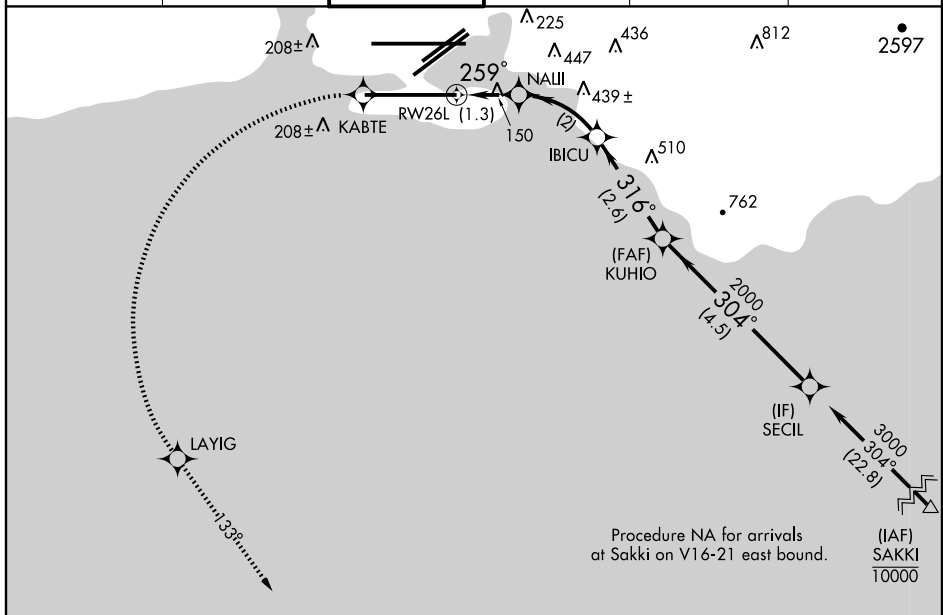 225
208±
436
447
812
2597
259°
NALII
439±
RW26L
(1.3)
KABTE
208±
150
(2)
IBICU
510
316°
(2.6)
762
(FAF)
KUHIO
2000
304°
(4.5)
(IF)
SECIL
LAYIG
3000
304°
(22.8)
133°
Procedure NA for arrivals
at Sakki on V16-21 east bound.
(IAF)
SAKKI
10000